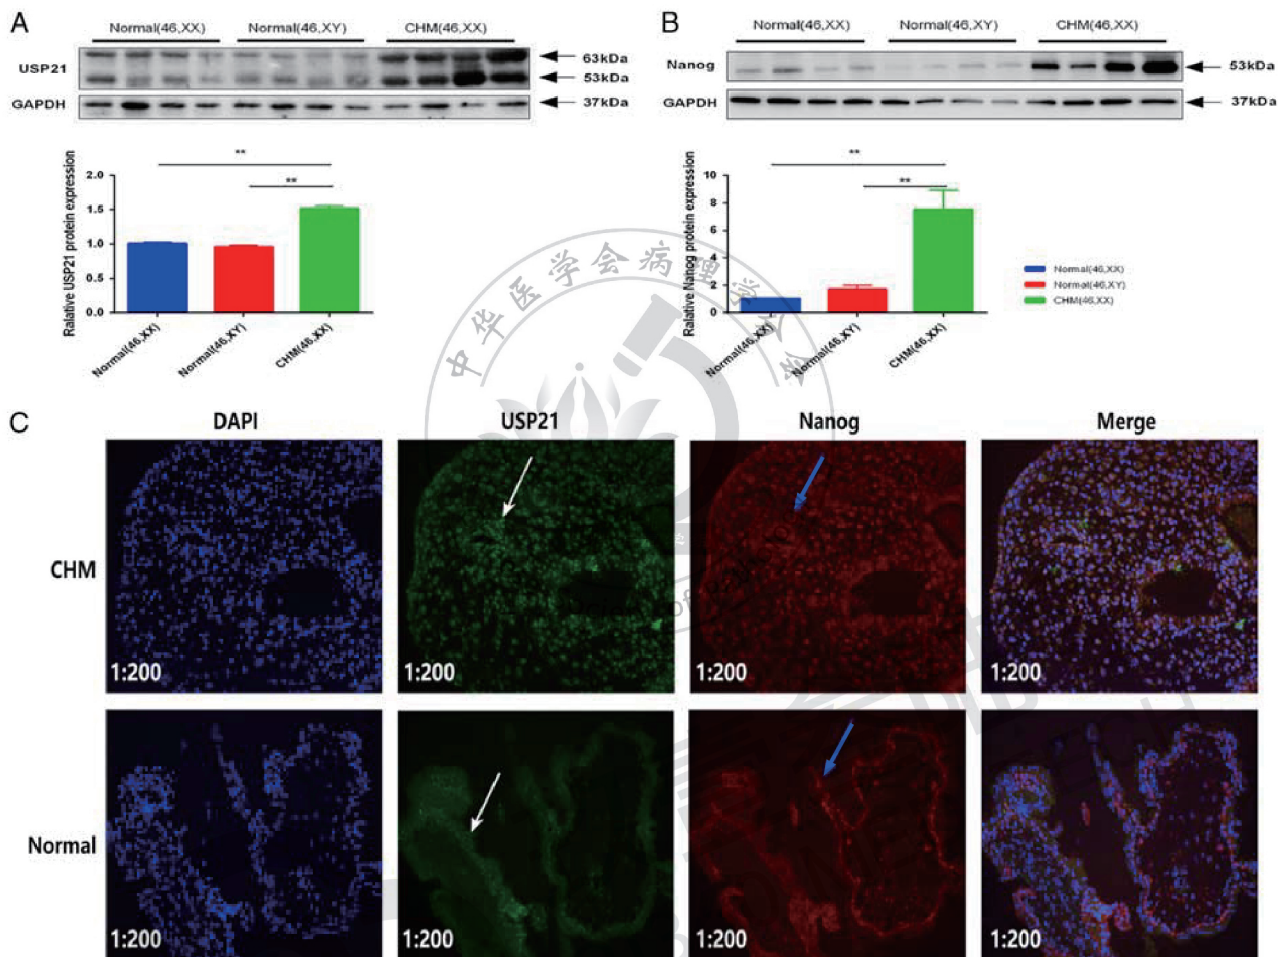 A
Normal(46,XX) Normal(46,XY) CHM(46,XX)
USP21
63kDa
53kDa
GAPDH
37kDa
B
Normal(46,XX) Normal(46,XY) CHM(46,XX)
Nanog
53kDa
GAPDH
37kDa
Ralative USP21 protein expression
2.0
1.5
1.0
0.5
0.0
**
**
Normal(46,XX)
Normal(46,XY)
CHM(46,XX)
Relative Nanog protein expression
10
8
6
4
2
0
**
**
Normal(46,XX)
Normal(46,XY)
CHM(46,XX)
Normal(46,XX)
Normal(46,XY)
CHM(46,XX)
中华医学会病理学分会
C
DAPI USP21 Nanog Merge
CHM
1:200 1:200 1:200 1:200
Normal
1:200 1:200 1:200 1:200